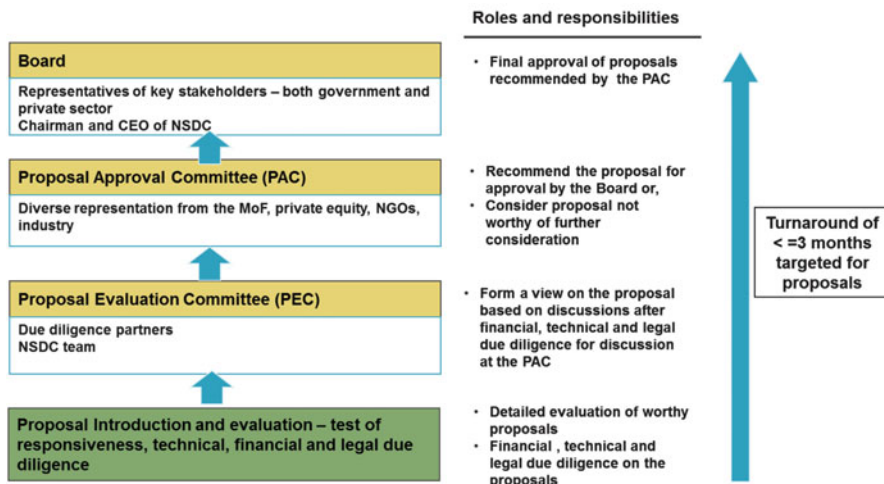 Roles and responsibilities
Board
Representatives of key stakeholders – both government and
private sector
Chairman and CEO of NSDC
• Final approval of proposals
recommended by the PAC
Proposal Approval Committee (PAC)
Diverse representation from the MoF, private equity, NGOs,
industry
• Recommend the proposal for
approval by the Board or,
• Consider proposal not
worthy of further
consideration
Proposal Evaluation Committee (PEC)
Due diligence partners
NSDC team
• Form a view on the proposal
based on discussions after
financial, technical and legal
due diligence for discussion
at the PAC
Proposal Introduction and evaluation – test of
responsiveness, technical, financial and legal due
diligence
• Detailed evaluation of worthy
proposals
• Financial , technical and
legal due diligence on the
proposals
Turnaround of
< =3 months
targeted for
proposals